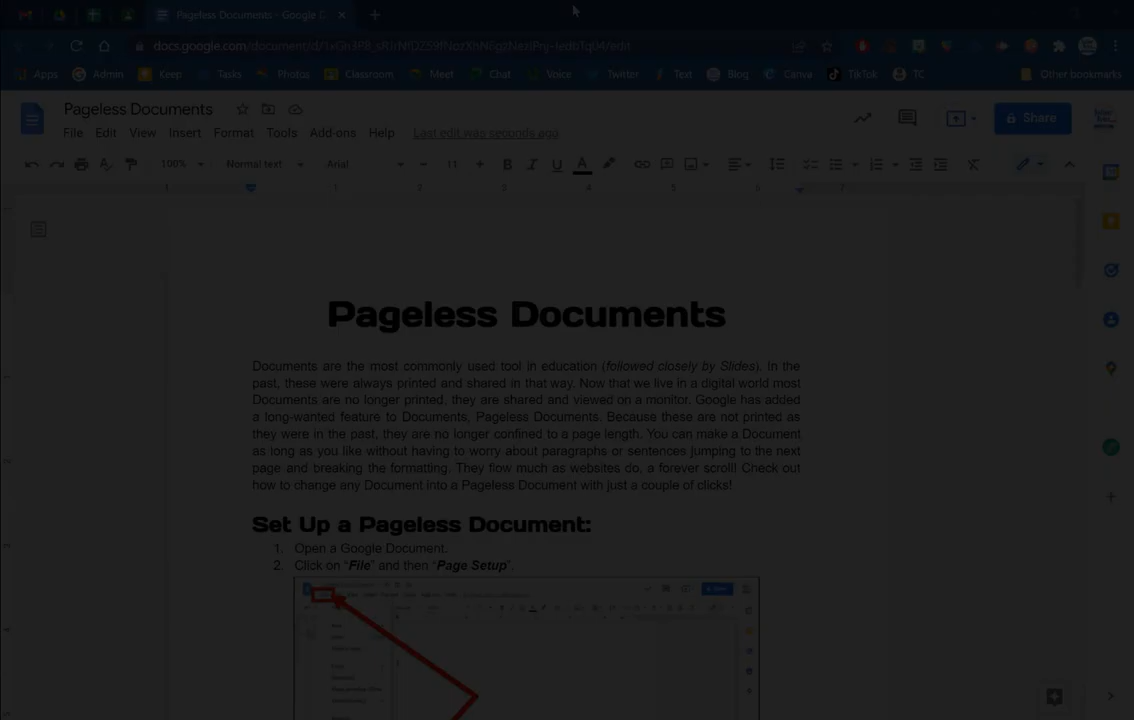 Pageless Documents - Google D
docs.google.com/document/d/
Apps Admin Keep Tasks Photos Classroom Meet Chat Voice Twitter Text Blog Canva TikTok TC Other bookmarks
Pageless Documents
Share
File Edit View Insert Format Tools Add-ons Help Last edit was seconds ago
100% Normal text Arial 11
1 1 2 3 4 5 6 7
Pageless Documents
Documents are the most commonly used tool in education (followed closely by Slides). In the
past, these were always printed and shared in that way. Now that we live in a digital world most
Documents are no longer printed, they are shared and viewed on a monitor. Google has added
a long-wanted feature to Documents, Pageless Documents. Because these are not printed as
they were in the past, they are no longer confined to a page length. You can make a Document
as long as you like without having to worry about paragraphs or sentences jumping to the next
page and breaking the formatting. They flow much as websites do, a forever scroll! Check out
how to change any Document into a Pageless Document with just a couple of clicks!
Set Up a Pageless Document:
1. Open a Google Document.
2. Click on “File” and then “Page Setup”.